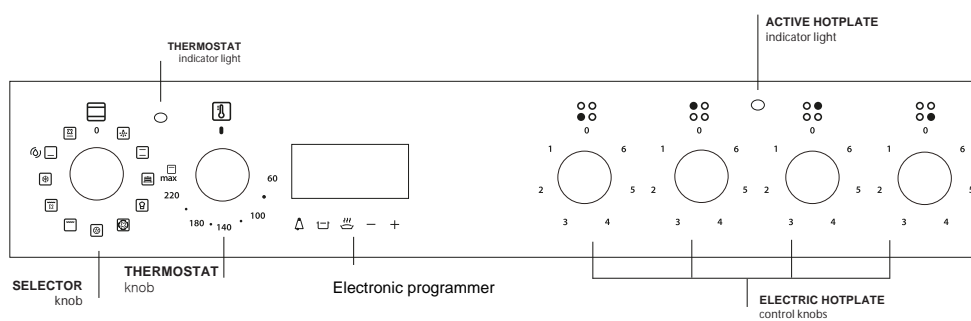 ACTIVE HOTPLATE
indicator light
THERMOSTAT
indicator light
0
max
220
180
140
100
60
− +
0
1
2
3
4
5
6
0
1
2
3
4
5
6
0
1
2
3
4
5
6
0
1
2
3
4
5
6
SELECTOR
knob
THERMOSTAT
knob
Electronic programmer
ELECTRIC HOTPLATE
control knobs